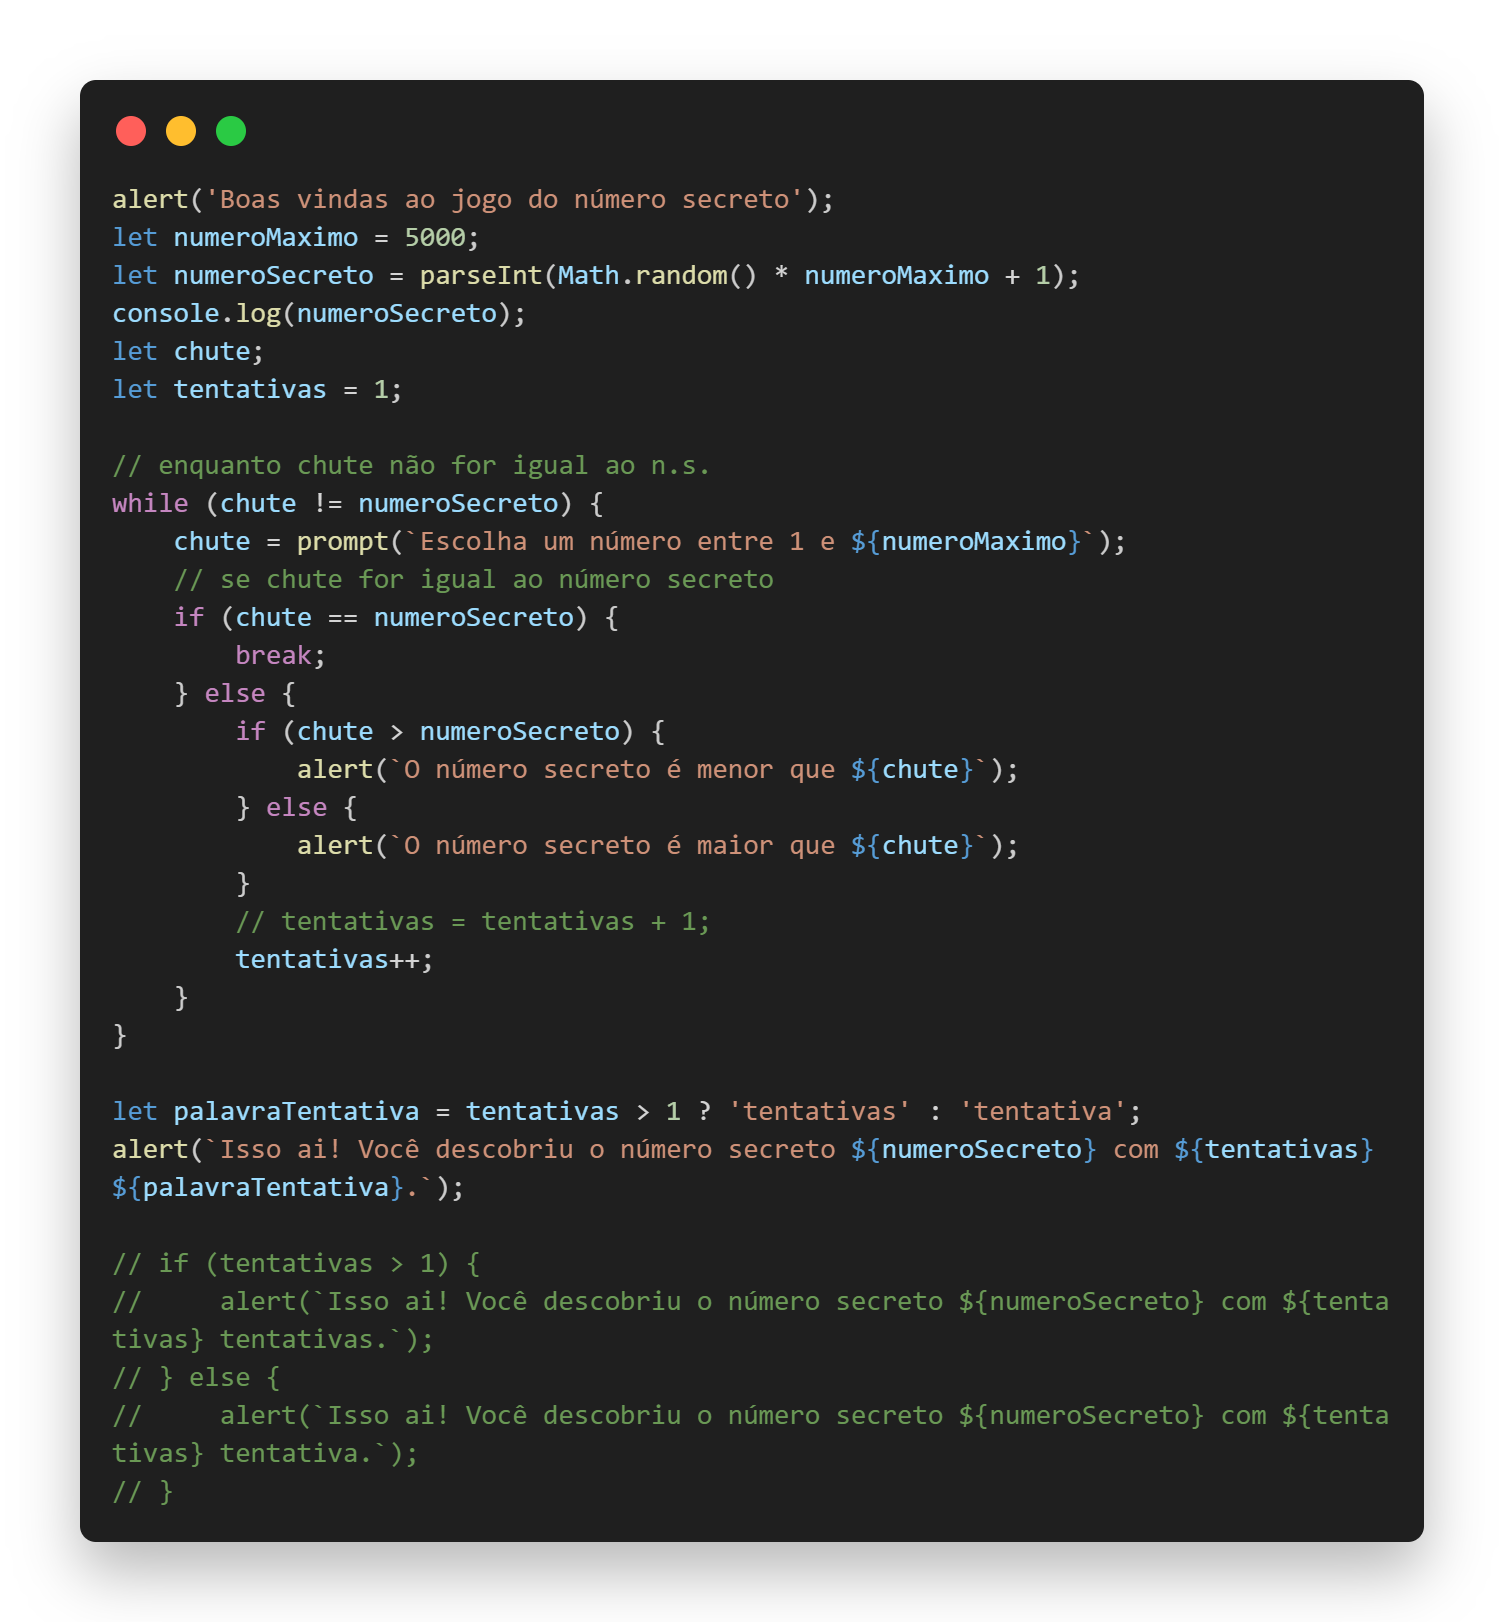 alert('Boas vindas ao jogo do número secreto');
let numeroMaximo = 5000;
let numeroSecreto = parseInt(Math.random() * numeroMaximo + 1);
console.log(numeroSecreto);
let chute;
let tentativas = 1;

// enquanto chute não for igual ao n.s.
while (chute != numeroSecreto) {
    chute = prompt(`Escolha um número entre 1 e ${numeroMaximo}`);
    // se chute for igual ao número secreto
    if (chute == numeroSecreto) {
        break;
    } else {
        if (chute > numeroSecreto) {
            alert(`O número secreto é menor que ${chute}`);
        } else {
            alert(`O número secreto é maior que ${chute}`);
        }
        // tentativas = tentativas + 1;
        tentativas++;
    }
}

let palavraTentativa = tentativas > 1 ? 'tentativas' : 'tentativa';
alert(`Isso ai! Você descobriu o número secreto ${numeroSecreto} com ${tentativas}
${palavraTentativa}.`);

// if (tentativas > 1) {
//     alert(`Isso ai! Você descobriu o número secreto ${numeroSecreto} com ${tenta
tivas} tentativas.`);
// } else {
//     alert(`Isso ai! Você descobriu o número secreto ${numeroSecreto} com ${tenta
tivas} tentativa.`);
// }